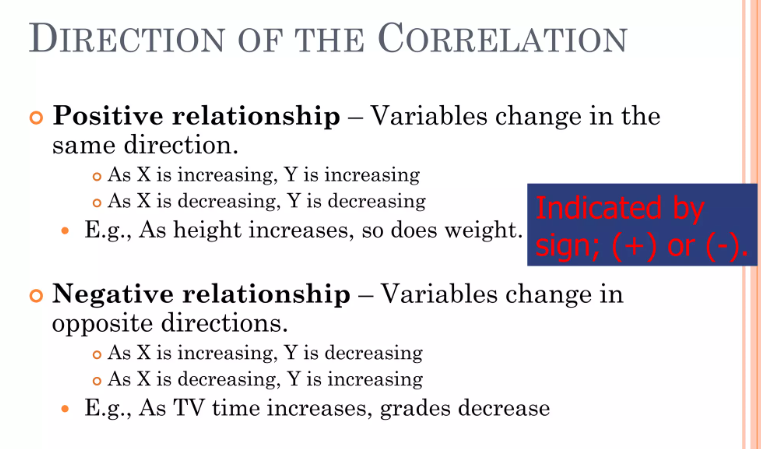 DIRECTION OF THE CORRELATION
Positive relationship – Variables change in the
same direction.
As X is increasing, Y is increasing
As X is decreasing, Y is decreasing
E.g., As height increases, so does weight.
Indicated by
sign; (+) or (-).
Negative relationship – Variables change in
opposite directions.
As X is increasing, Y is decreasing
As X is decreasing, Y is increasing
E.g., As TV time increases, grades decrease